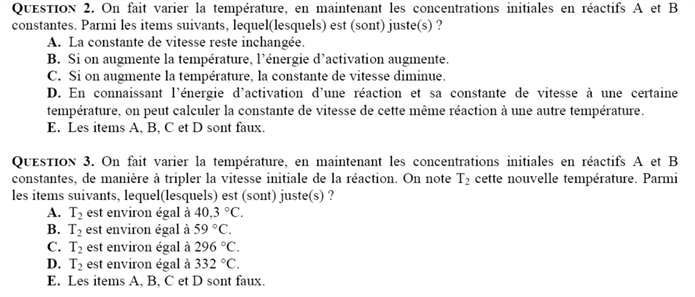 QUESTION 2. On fait varier la température, en maintenant les concentrations initiales en réactifs A et B
constantes. Parmi les items suivants, lequel(lesquels) est (sont) juste(s) ?
A. La constante de vitesse reste inchangée.
B. Si on augmente la température, l'énergie d'activation augmente.
C. Si on augmente la température, la constante de vitesse diminue.
D. En connaissant l'énergie d'activation d'une réaction et sa constante de vitesse à une certaine
température, on peut calculer la constante de vitesse de cette même réaction à une autre température.
E. Les items A, B, C et D sont faux.
QUESTION 3. On fait varier la température, en maintenant les concentrations initiales en réactifs A et B
constantes, de manière à tripler la vitesse initiale de la réaction. On note T₂ cette nouvelle température. Parmi
les items suivants, lequel(lesquels) est (sont) juste(s) ?
A. T₂ est environ égal à 40,3 °C.
B. T₂ est environ égal à 59 °C.
C. T₂ est environ égal à 296 °C.
D. T₂ est environ égal à 332 °C.
E. Les items A, B, C et D sont faux.